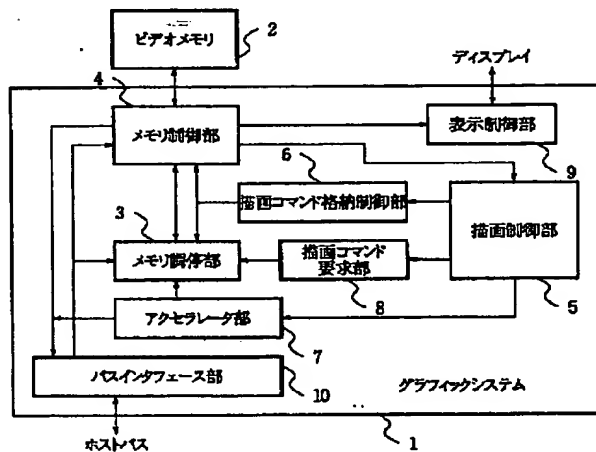 ビデオメモリ
2
ディスプレイ
4
メモリ制御部
表示制御部
9
6
描画コマンド格納制御部
描画制御部
5
3
メモリ調停部
描画コマンド
要求部
8
アクセラレータ部
7
バスインタフェース部
10
グラフィックシステム
1
ホストバス